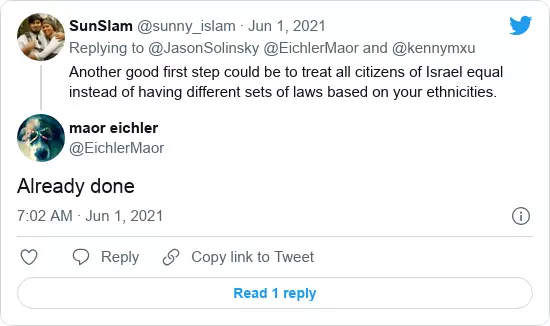 SunSlam @sunny_islam · Jun 1, 2021
Replying to @JasonSolinsky @EichlerMaor and @kennymxu
Another good first step could be to treat all citizens of Israel equal
instead of having different sets of laws based on your ethnicities.
maor eichler
@EichlerMaor
Already done
7:02 AM · Jun 1, 2021
Reply
Copy link to Tweet
Read 1 reply